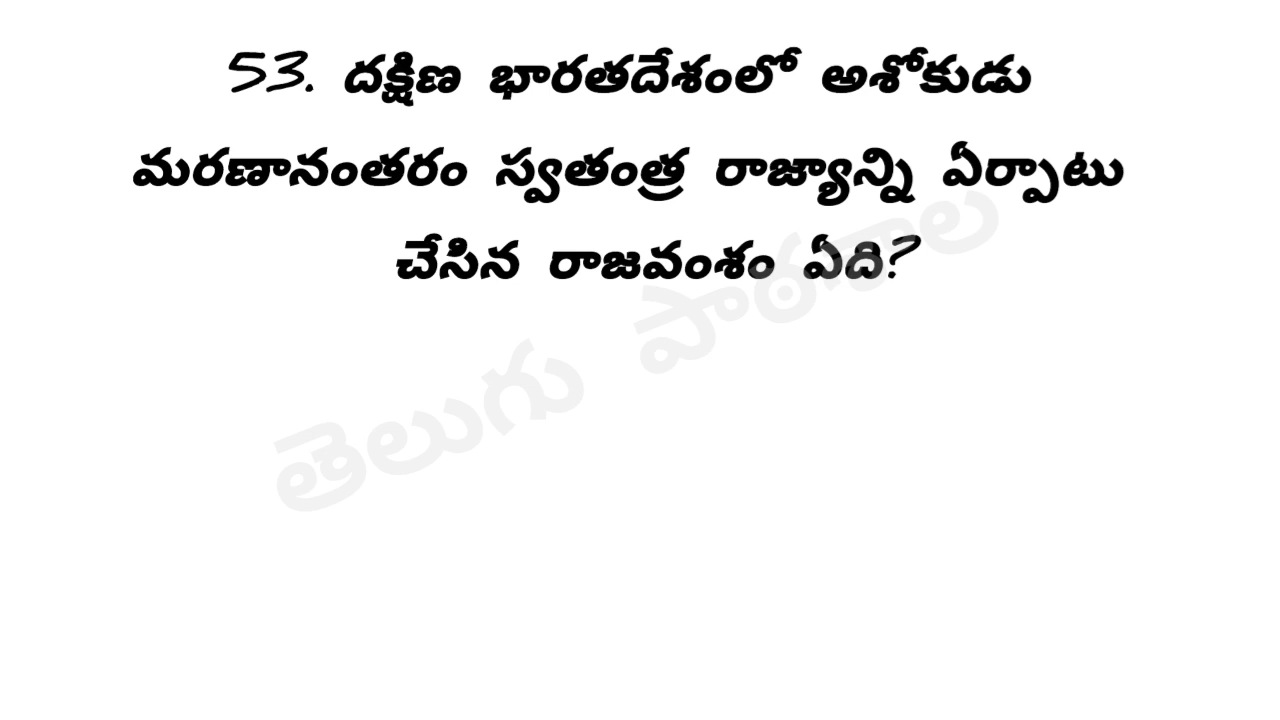 53. దక్షిణ భారతదేశంలో అశోకుడు
మరణానంతరం స్వతంత్ర రాజ్యాన్ని ఏర్పాటు
చేసిన రాజవంశం ఏది?
తెలుగు పాఠశాల